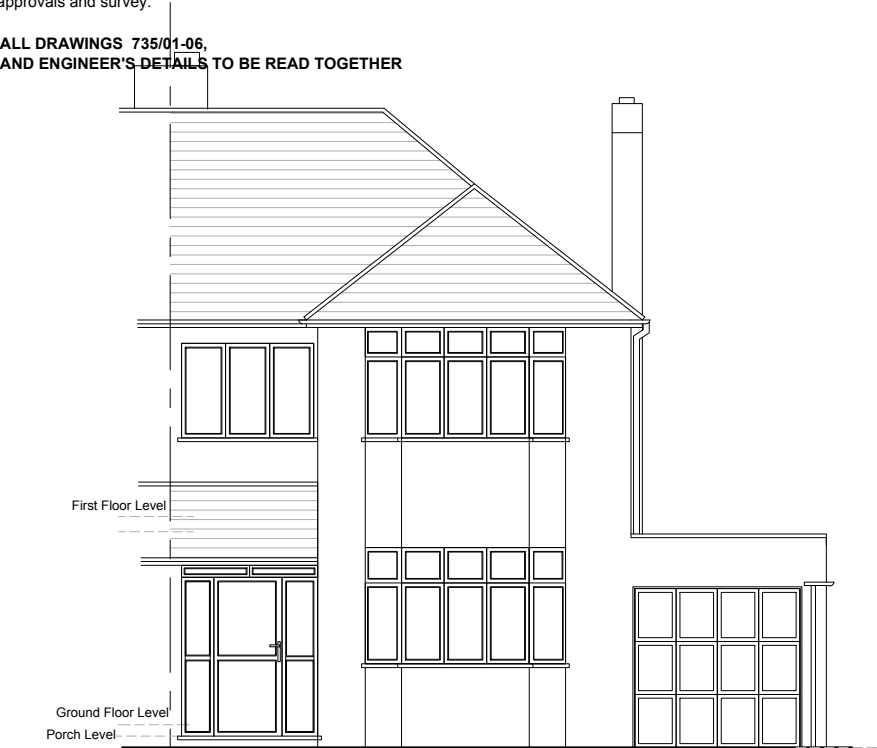 approvals and survey.
ALL DRAWINGS 735/01-06,
AND ENGINEER'S DETAILS TO BE READ TOGETHER
First Floor Level
Ground Floor Level
Porch Level